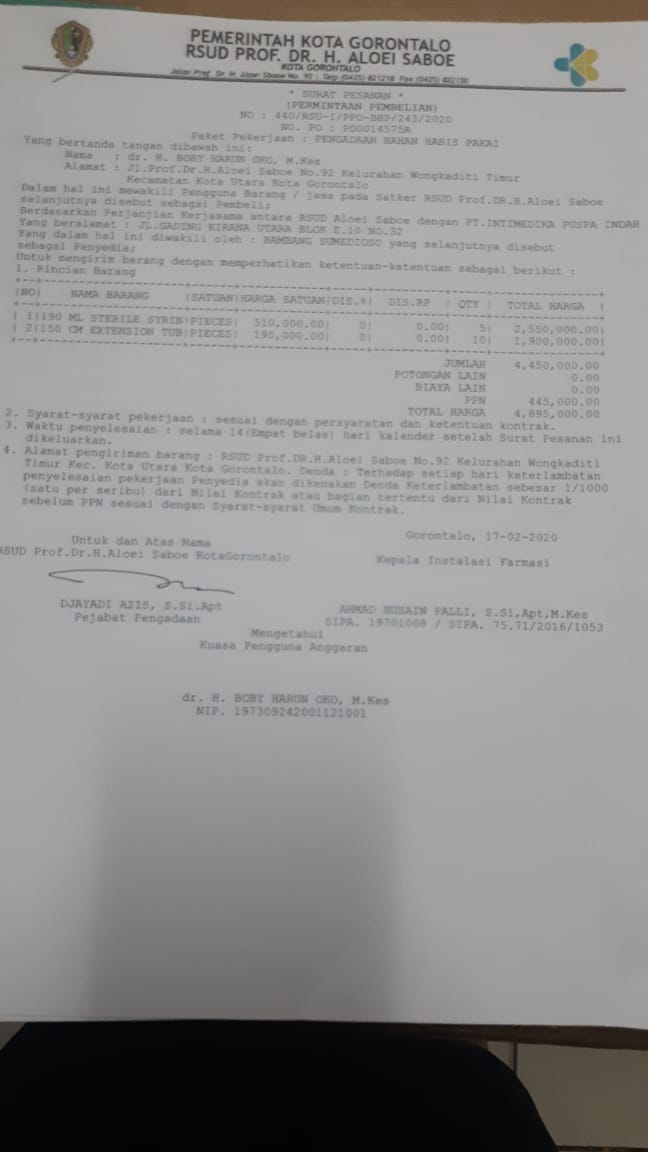 PEMERINTAH KOTA GORONTALO
RSUD PROF. DR. H. ALOEI SABOE
KOTA GORONTALO
Jalan Prof. Dr. H. Aloei Saboe No. 92 | Telp (0435) 821218 Fax (0435) 822150
* SURAT PESANAN *
(PERMINTAAN PEMBELIAN)
NO : 440/RSU-I/PPO-BHP/243/2020
NO. PO : PO0014575A
Paket Pekerjaan : PENGADAAN BAHAN HABIS PAKAI
Yang bertanda tangan dibawah ini:
Nama : dr. H. BOBY HARUN OKO, M.Kes
Alamat : Jl.Prof.Dr.H.Aloei Saboe No.92 Kelurahan Wongkaditi Timur
Kecamatan Kota Utara Kota Gorontalo
Dalam hal ini mewakili Pengguna Barang / jasa pada Satker RSUD Prof.DR.H.Aloei Saboe
selanjutnya disebut sebagai Pembeli;
Berdasarkan Perjanjian Kerjasama antara RSUD Aloei Saboe dengan PT.INTIMEDIKA PUSPA INDAH
Yang beralamat : JL.GADING KIRANA UTARA BLOK E.10 NO.32
Yang dalam hal ini diwakili oleh : BAMBANG SUMEDIOSO yang selanjutnya disebut
sebagai Penyedia;
Untuk mengirim barang dengan memperhatikan ketentuan-ketentuan sebagai berikut :
1. Rincian Barang
|NO| NAMA BARANG |SATUAN|HARGA SATUAN|DIS.%| DIS.RP | QTY | TOTAL HARGA |
| 1|190 ML STERILE SYRIN|PIECES| 510,000.00| 0| 0.00| 5| 2,550,000.00|
| 2|150 CM EXTENSION TUB|PIECES| 190,000.00| 0| 0.00| 10| 1,900,000.00|
JUMLAH 4,450,000.00
POTONGAN LAIN 0.00
BIAYA LAIN 0.00
PPN 445,000.00
TOTAL HARGA 4,895,000.00
2. Syarat-syarat pekerjaan : sesuai dengan persyaratan dan ketentuan kontrak.
3. Waktu penyelesaian : selama 14(Empat belas) hari kalender setelah Surat Pesanan ini
dikeluarkan.
4. Alamat pengiriman barang : RSUD Prof.DR.H.Aloei Saboe No.92 Kelurahan Wongkaditi
Timur Kec. Kota Utara Kota Gorontalo. Denda : Terhadap setiap hari keterlambatan
penyelesaian pekerjaan Penyedia akan dikenakan Denda Keterlambatan sebesar 1/1000
(satu per seribu) dari Nilai Kontrak atau bagian tertentu dari Nilai Kontrak
sebelum PPN sesuai dengan Syarat-syarat Umum Kontrak.
Gorontalo, 17-02-2020
Untuk dan Atas Nama
RSUD Prof.Dr.H.Aloei Saboe KotaGorontalo
Kepala Instalasi Farmasi
DJAYADI AZIS, S.Si.Apt
Pejabat Pengadaan
AHMAD HUSAIN PALLI, S.Si,Apt,M.Kes
SIPA. 19701008 / SIPA. 75.71/2016/1053
Mengetahui
Kuasa Pengguna Anggaran
dr. H. BOBY HARUN OKO, M.Kes
NIP. 197309242001121001